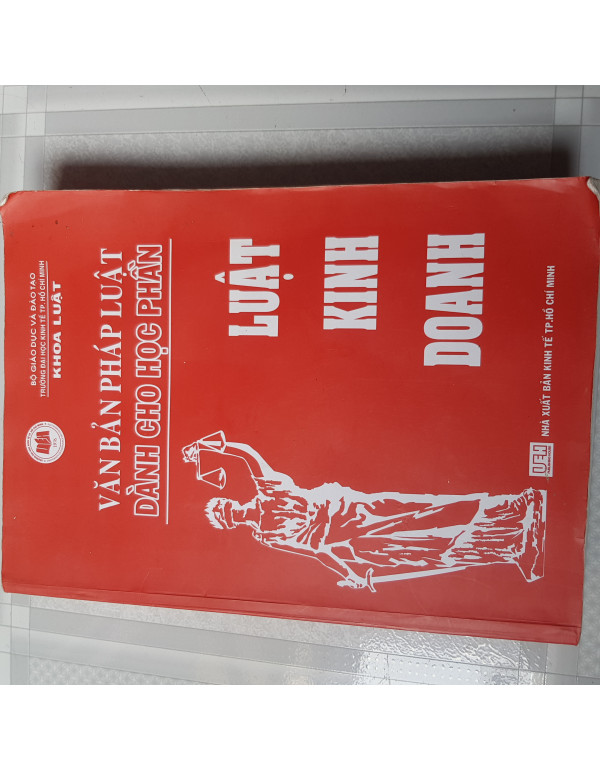 BỘ GIÁO DỤC VÀ ĐÀO TẠO
TRƯỜNG ĐẠI HỌC KINH TẾ TP. HỒ CHÍ MINH
KHOA LUẬT
VĂN BẢN PHÁP LUẬT
DÀNH CHO HỌC PHẦN
LUẬT
KINH
DOANH
UEH
NHÀ XUẤT BẢN KINH TẾ TP.HỒ CHÍ MINH